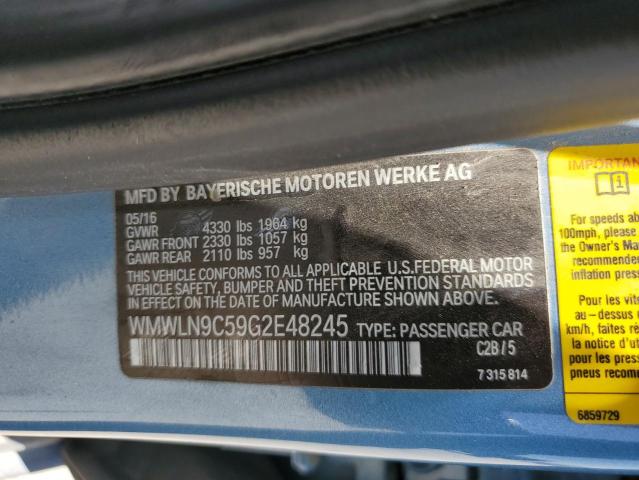 MFD BY BAYERISCHE MOTOREN WERKE AG
05/16
GVWR 4330 lbs 1964 kg
GAWR FRONT 2330 lbs 1057 kg
GAWR REAR 2110 lbs 957 kg
THIS VEHICLE CONFORMS TO ALL APPLICABLE U.S.FEDERAL MOTOR
VEHICLE SAFETY, BUMPER AND THEFT PREVENTION STANDARDS
IN EFFECT ON THE DATE OF MANUFACTURE SHOWN ABOVE.
WMWLN9C59G2E48245 TYPE: PASSENGER CAR
C2B / 5
7 315 814
IMPORTAN
For speeds ab
100mph, please
the Owner's Ma
recommended
inflation press
Pour les vites
au-dessus de
km/h, faites
la notice d'u
pour les press
pneus recomm
6859729